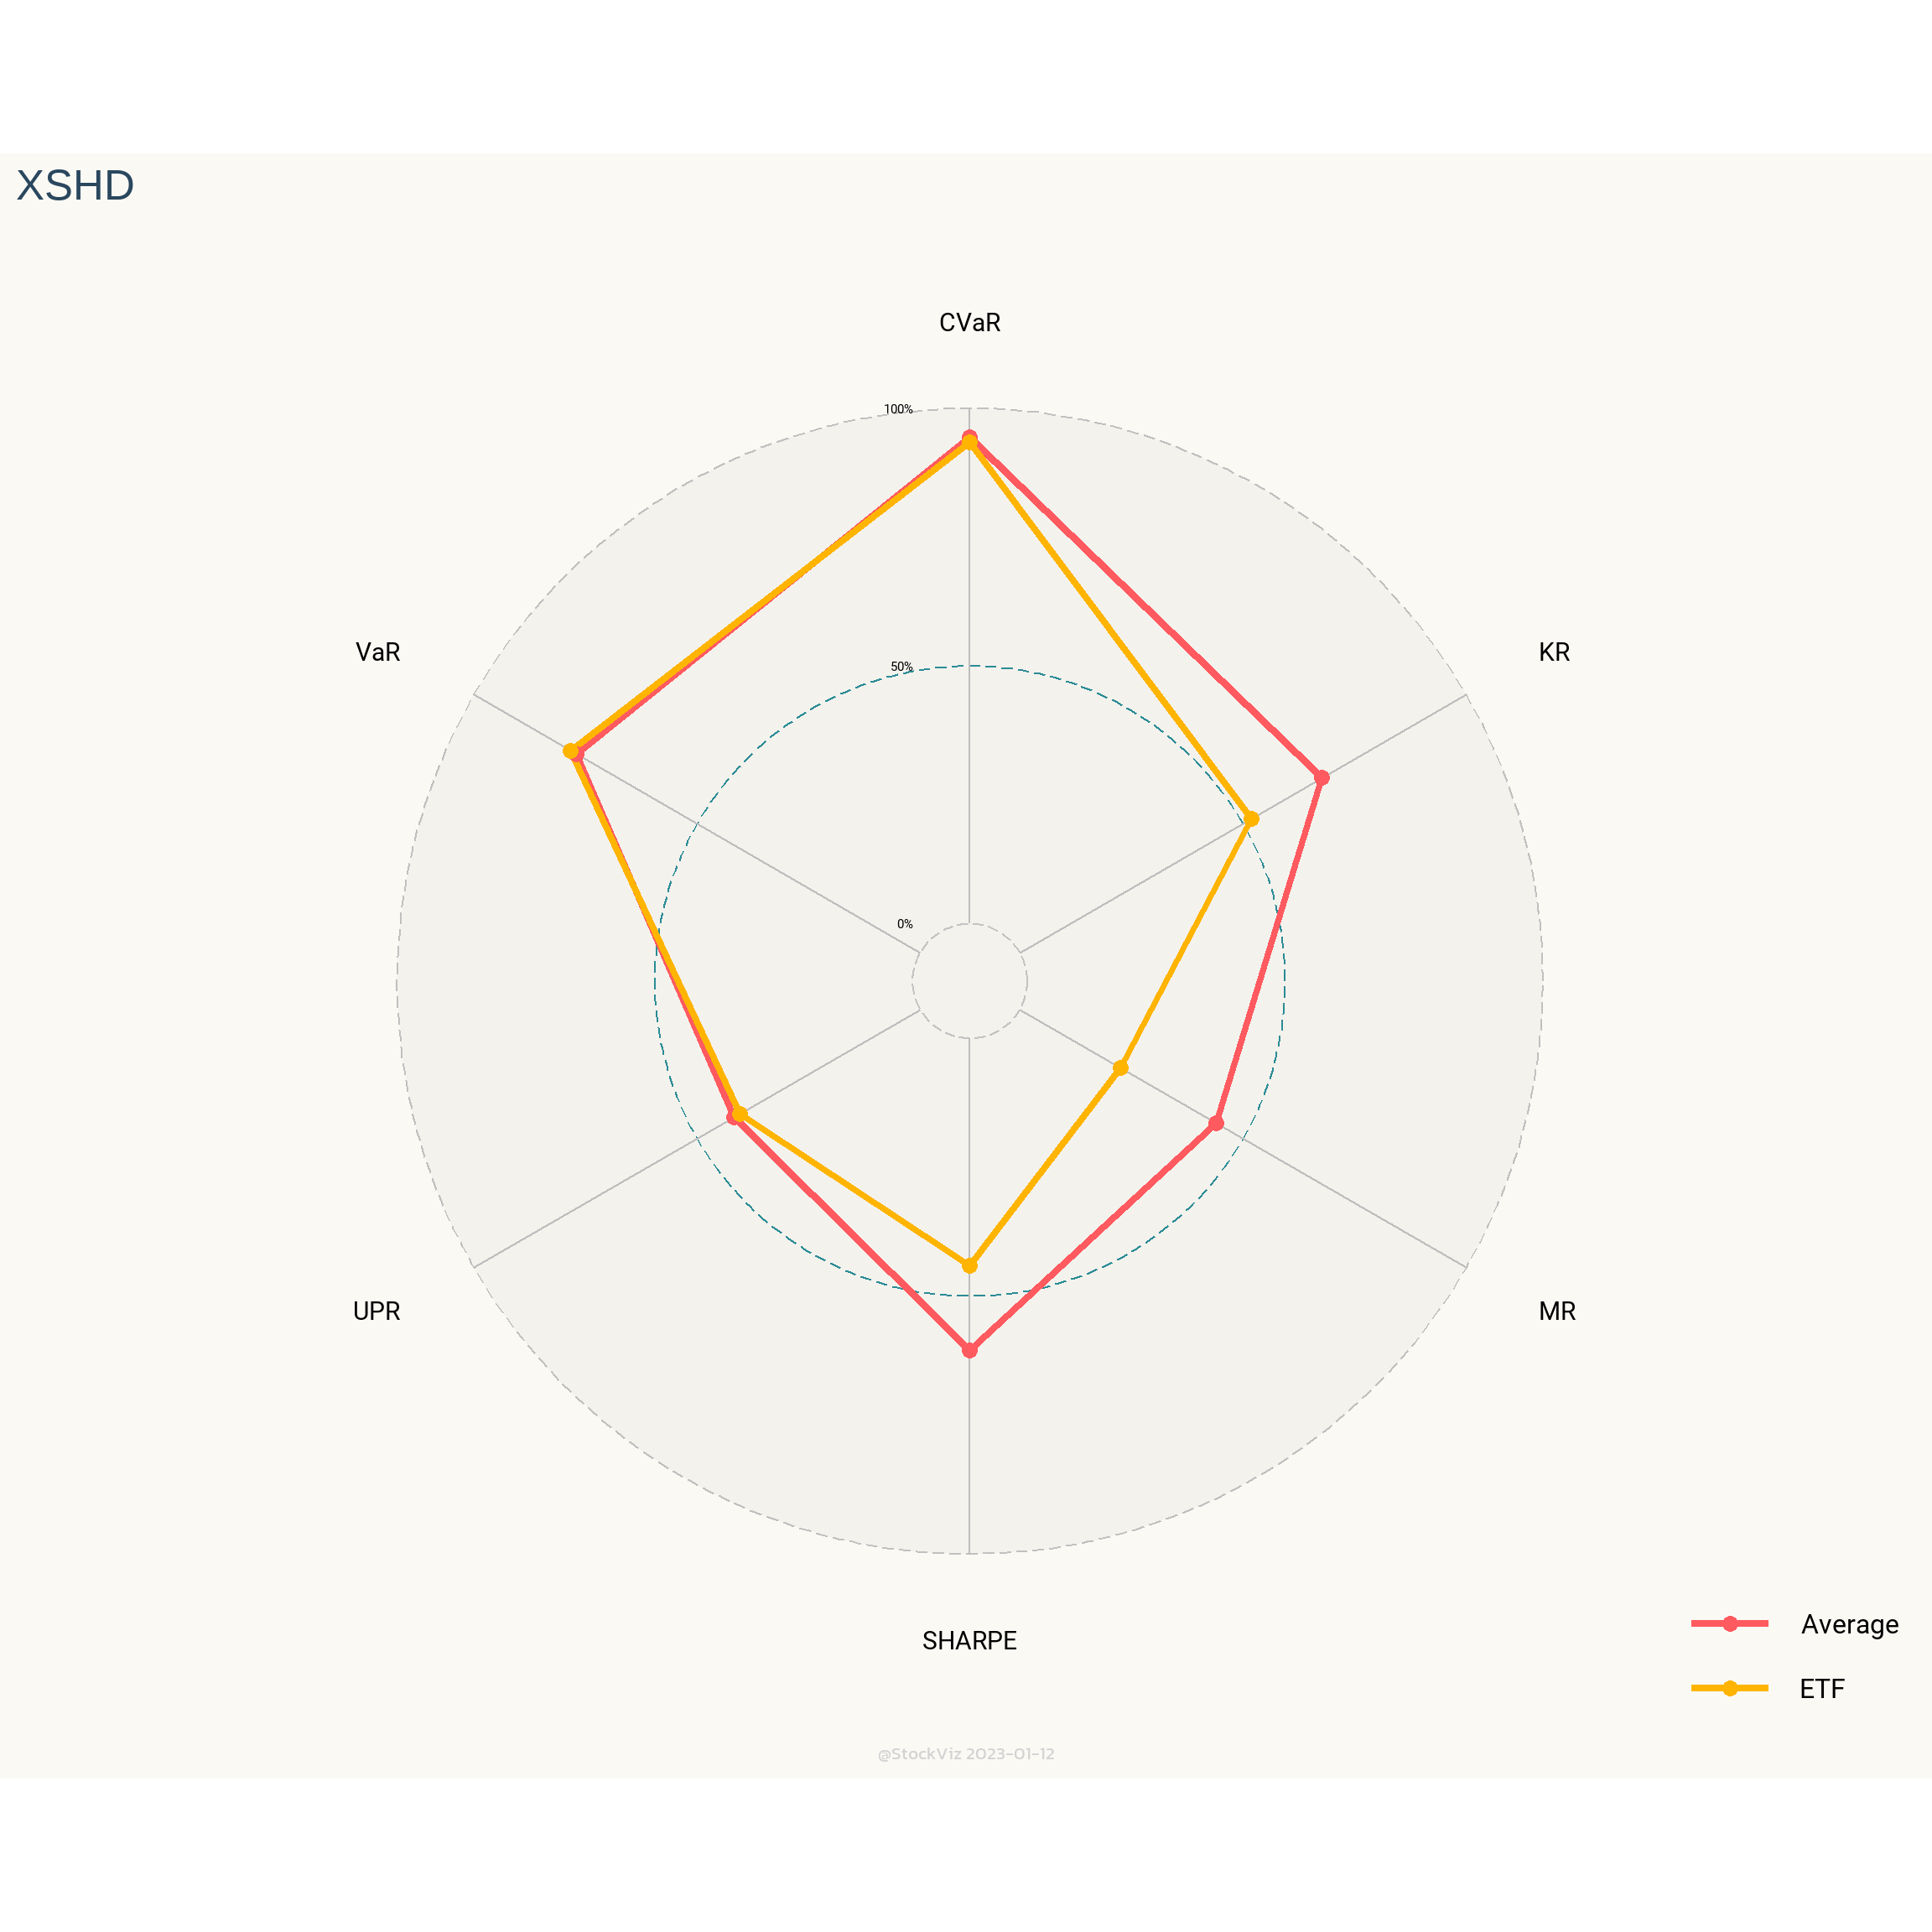 XSHD
CVaR
100%
VaR
KR
50%
0%
UPR
MR
SHARPE
Average
ETF
@StockViz 2023-01-12